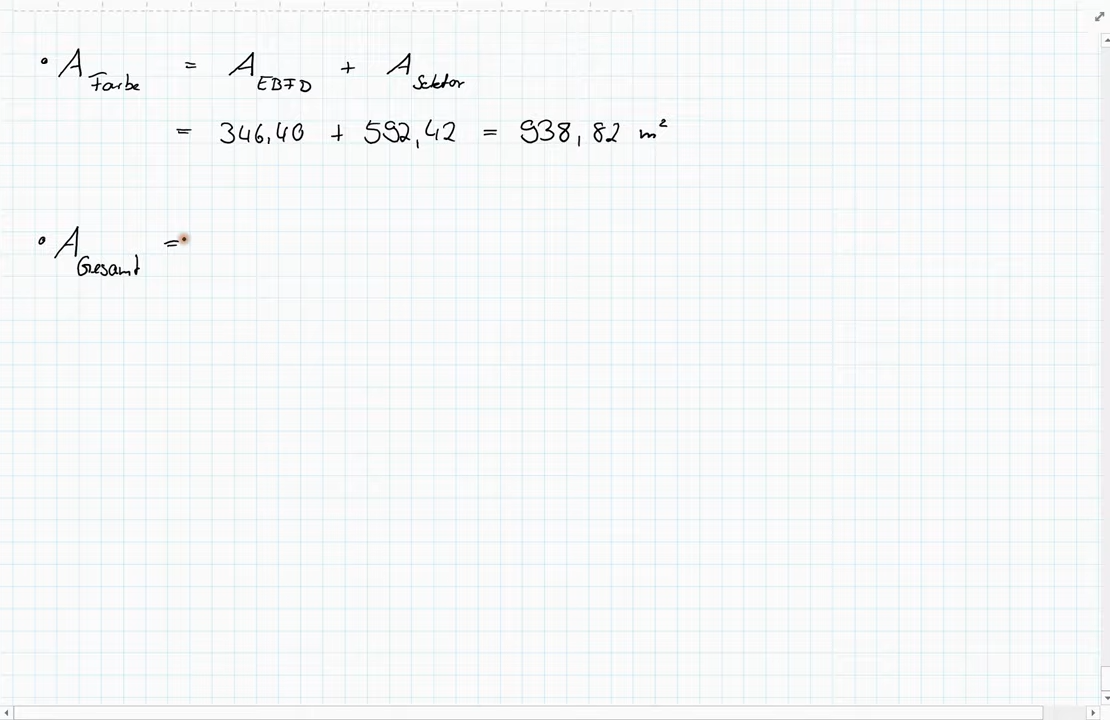 • A_Farbe = A_EBFD + A_Sektor
= 346,40 + 592,42 = 938,82 m²
• A_Gesamt =